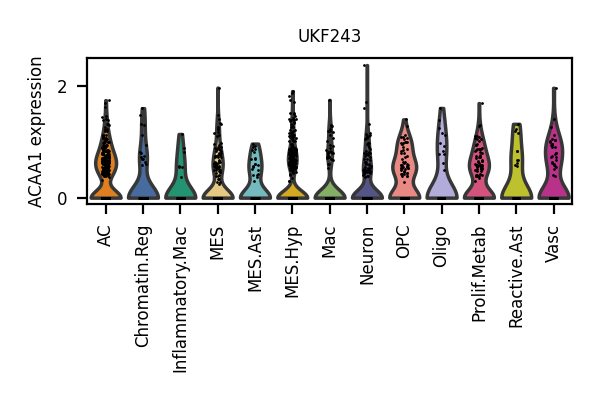 UKF243
ACAA1 expression
2
0
AC
Chromatin.Reg
Inflammatory.Mac
MES
MES.Ast
MES.Hyp
Mac
Neuron
OPC
Oligo
Prolif.Metab
Reactive.Ast
Vasc